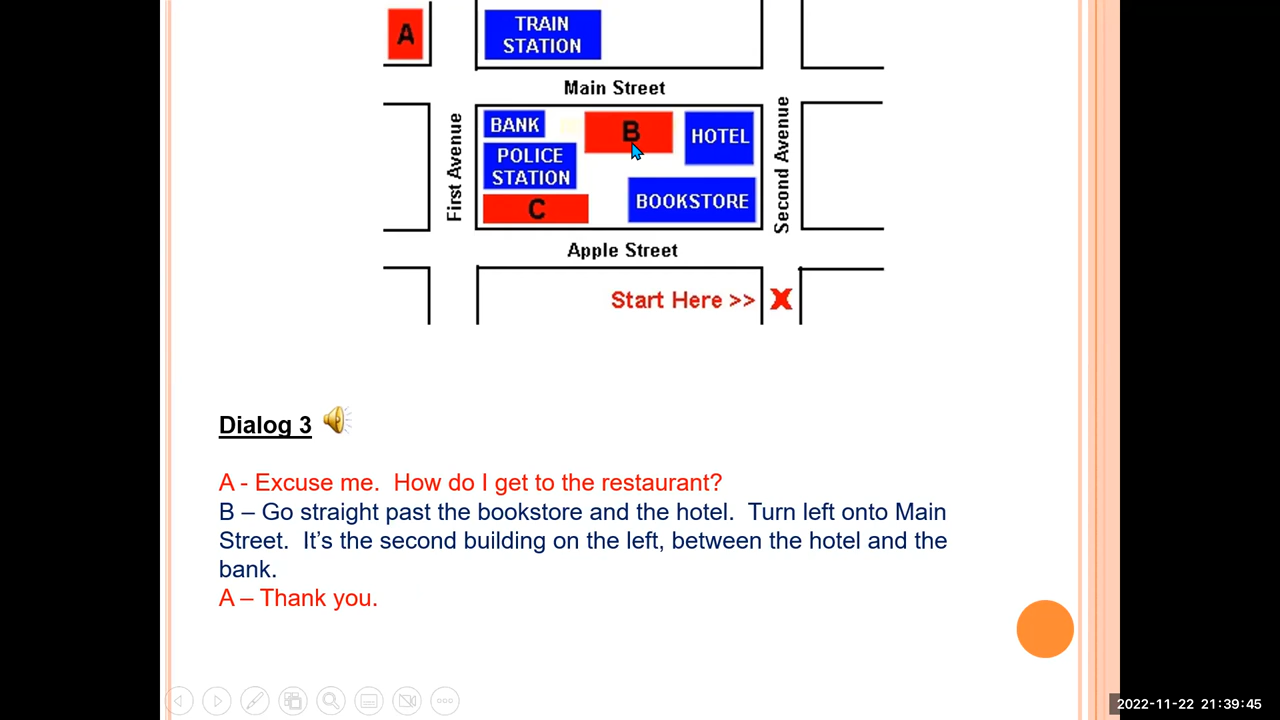 A
TRAIN
STATION
Main Street
First Avenue
BANK
B
HOTEL
POLICE
STATION
C
BOOKSTORE
Second Avenue
Apple Street
Start Here >> X
Dialog 3
A - Excuse me.  How do I get to the restaurant?
B – Go straight past the bookstore and the hotel.  Turn left onto Main
Street.  It’s the second building on the left, between the hotel and the
bank.
A – Thank you.
2022-11-22 21:39:45